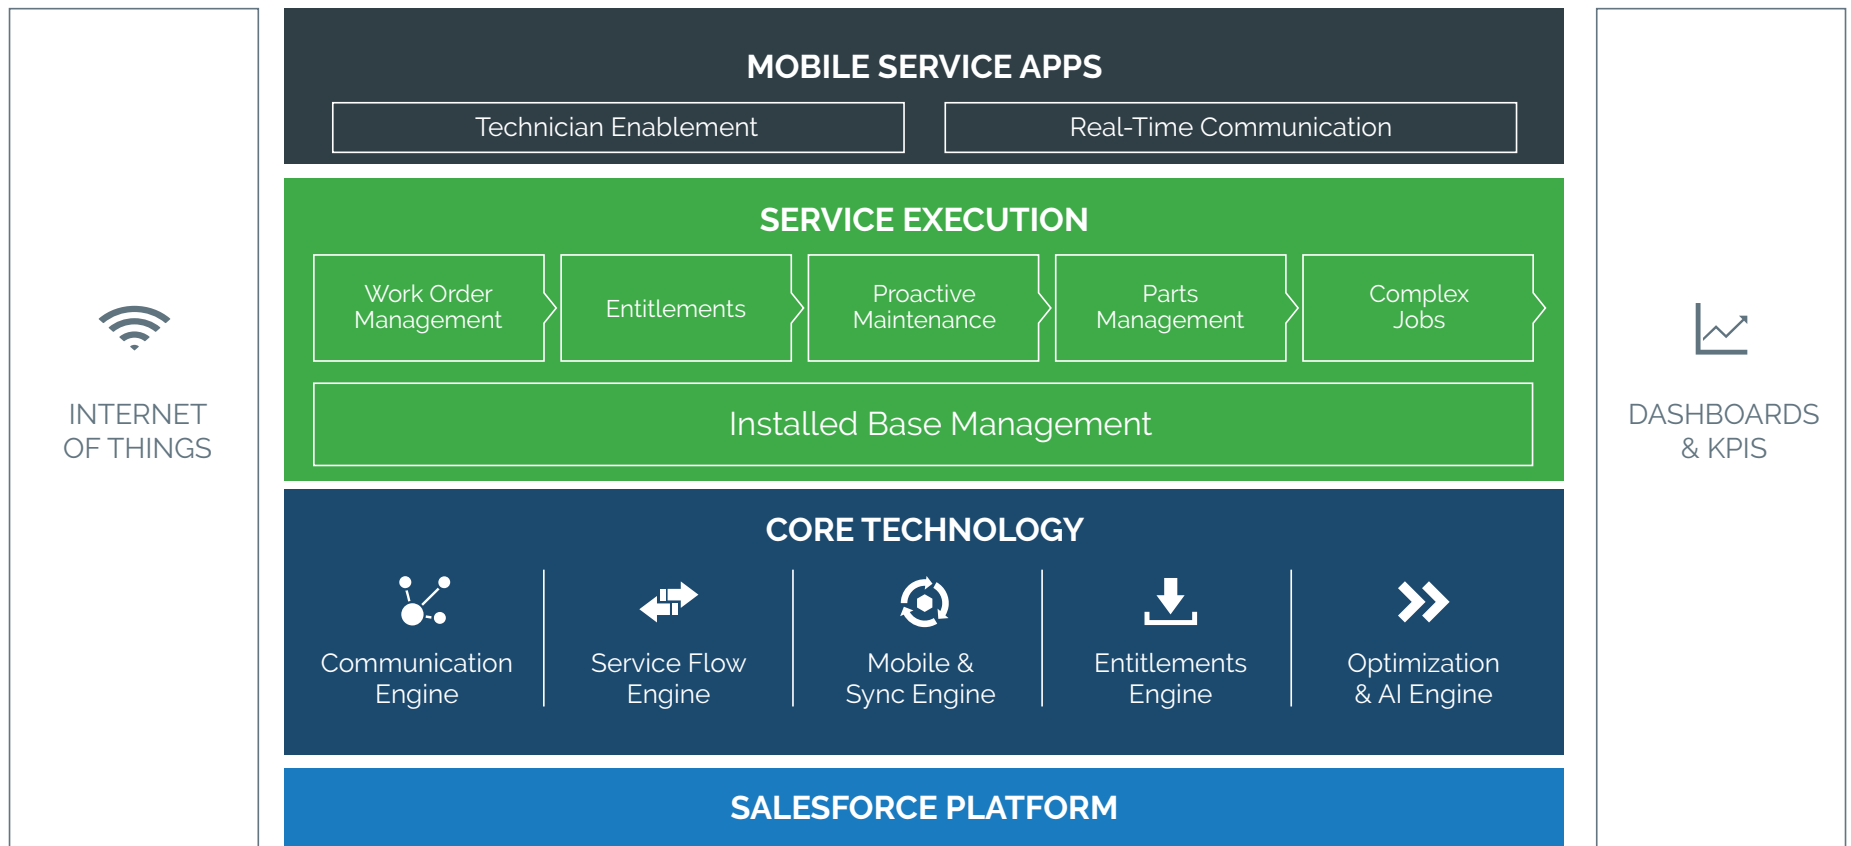 MOBILE SERVICE APPS
Technician Enablement
Real-Time Communication
SERVICE EXECUTION
Work Order
Management
Entitlements
Proactive
Maintenance
Parts
Management
Complex
Jobs
Installed Base Management
INTERNET
OF THINGS
DASHBOARDS
& KPIS
CORE TECHNOLOGY
Communication
Engine
Service Flow
Engine
Mobile &
Sync Engine
Entitlements
Engine
Optimization
& AI Engine
SALESFORCE PLATFORM